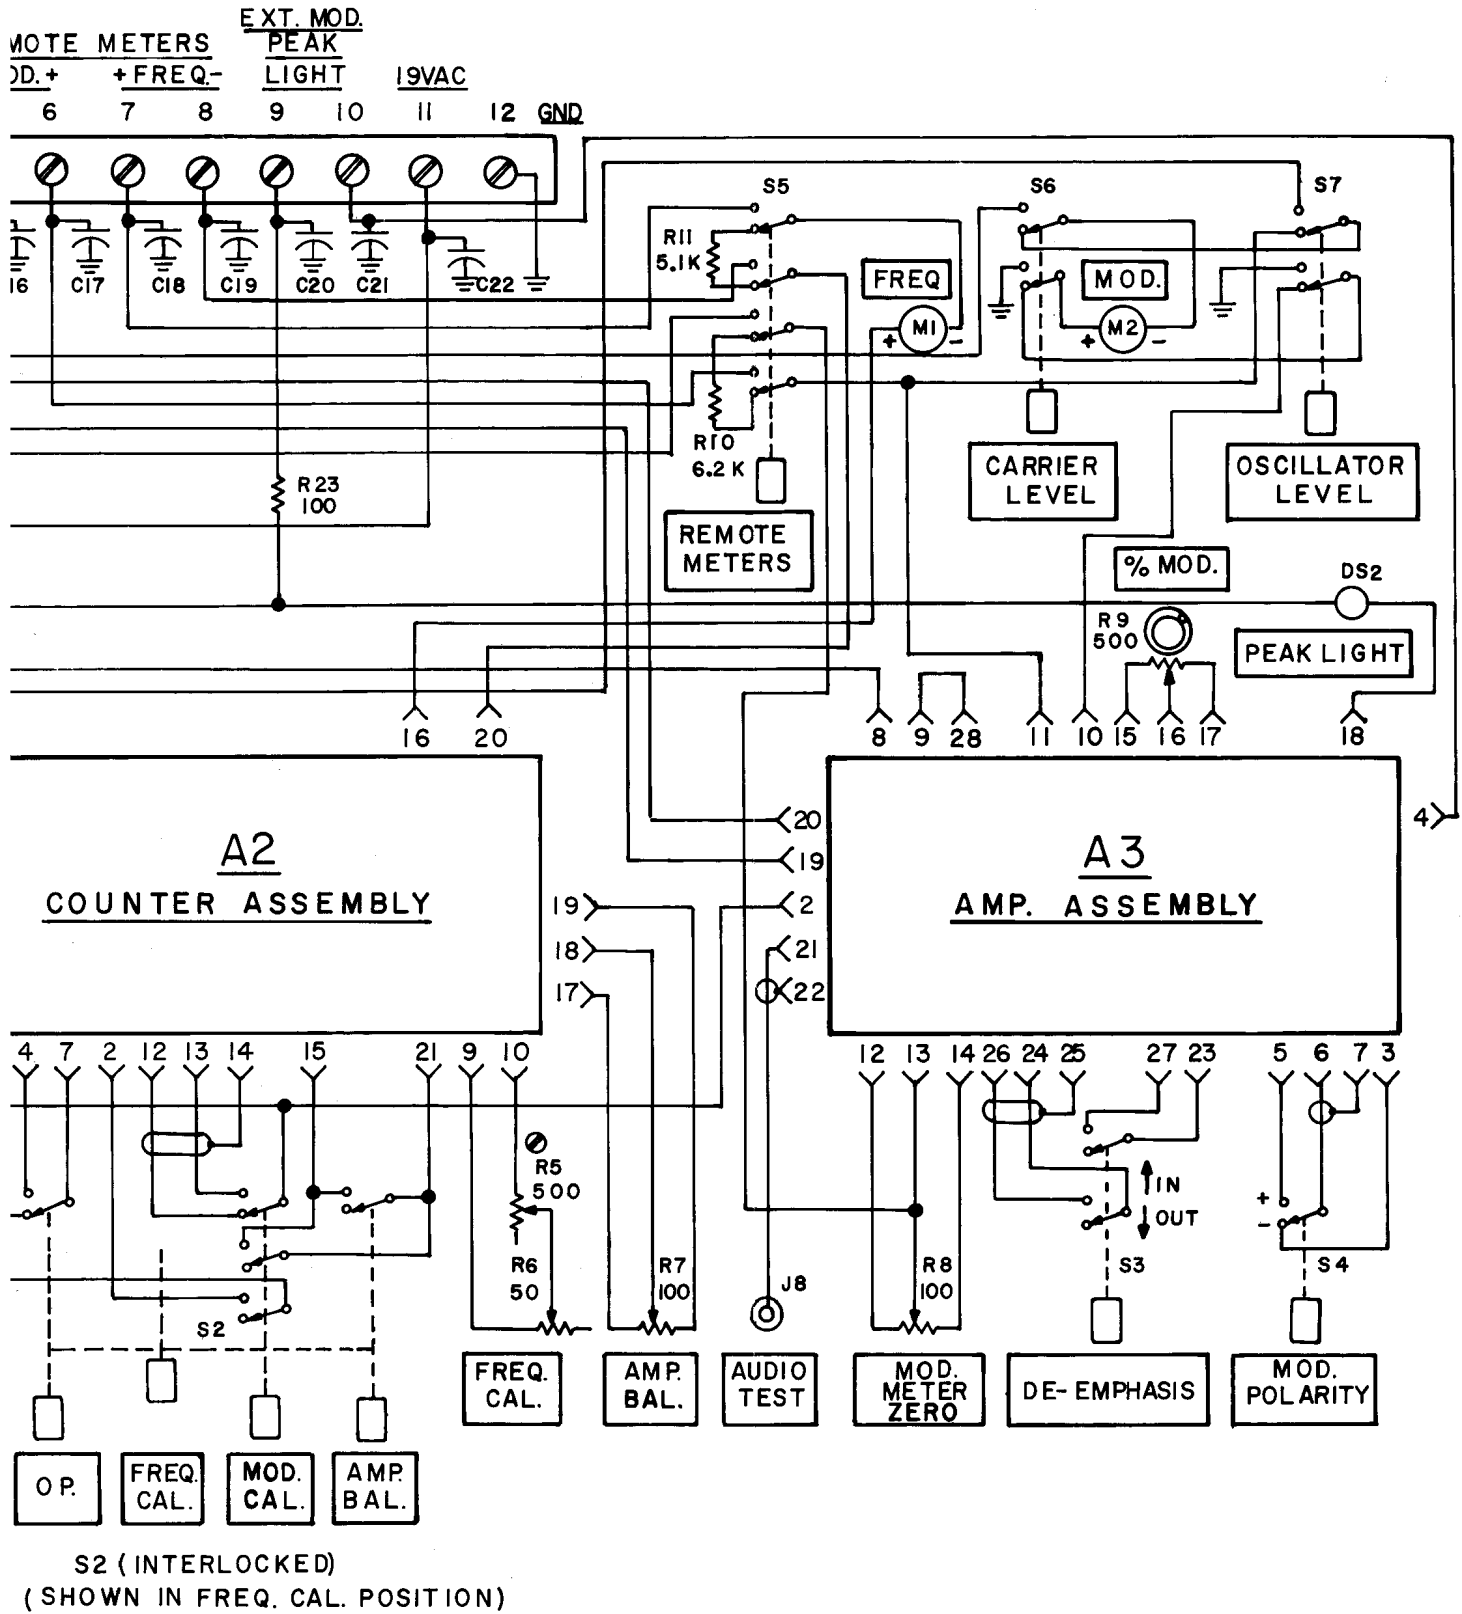 EXT. MOD.
MOTE METERS PEAK
OD. + + FREQ.- LIGHT 19VAC
6 7 8 9 10 11 12 GND
S5 S6 S7
R11
5.1K
16 C17 C18 C19 C20 C21 C22
FREQ MOD.
M1 M2
+ - + -
R10
6.2 K
CARRIER
LEVEL
OSCILLATOR
LEVEL
R23
100
REMOTE
METERS
% MOD.
DS2
R9
500
PEAK LIGHT
16 20 8 9 28 11 10 15 16 17 18
4
20
19
2
21
22
A2
COUNTER ASSEMBLY
19
18
17
A3
AMP. ASSEMBLY
4 7 2 12 13 14 15 21 9 10
12 13 14 26 24 25 27 23 5 6 7 3
R5
500
IN
OUT
+
-
R6
50
R7
100
J8
R8
100
S3
S4
S2
FREQ.
CAL.
AMP.
BAL.
AUDIO
TEST
MOD.
METER
ZERO
DE-EMPHASIS
MOD.
POLARITY
OP.
FREQ.
CAL.
MOD.
CAL.
AMP.
BAL.
S2 (INTERLOCKED)
(SHOWN IN FREQ. CAL. POSITION)